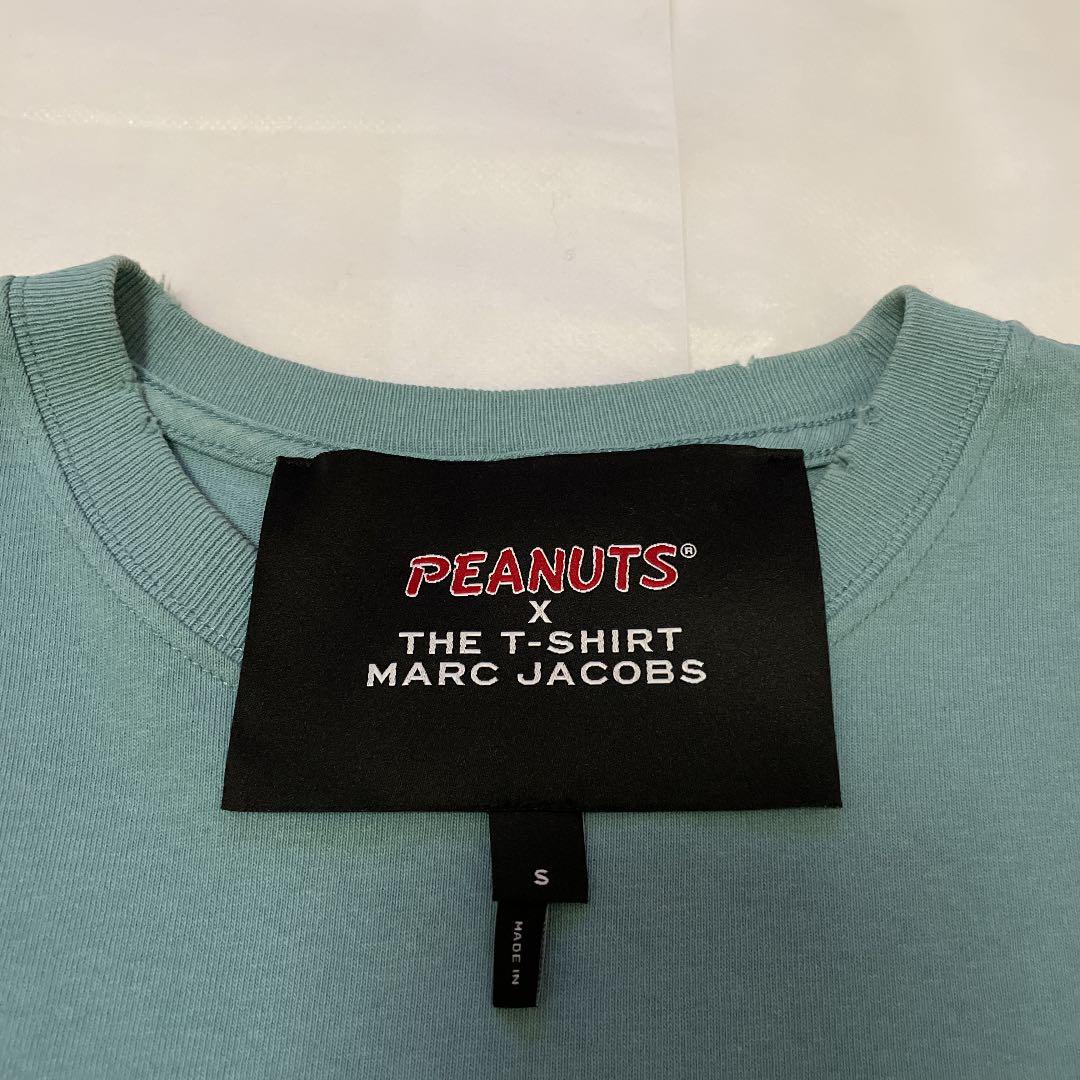 PEANUTS®
X
THE T-SHIRT
MARC JACOBS
S
MADE IN